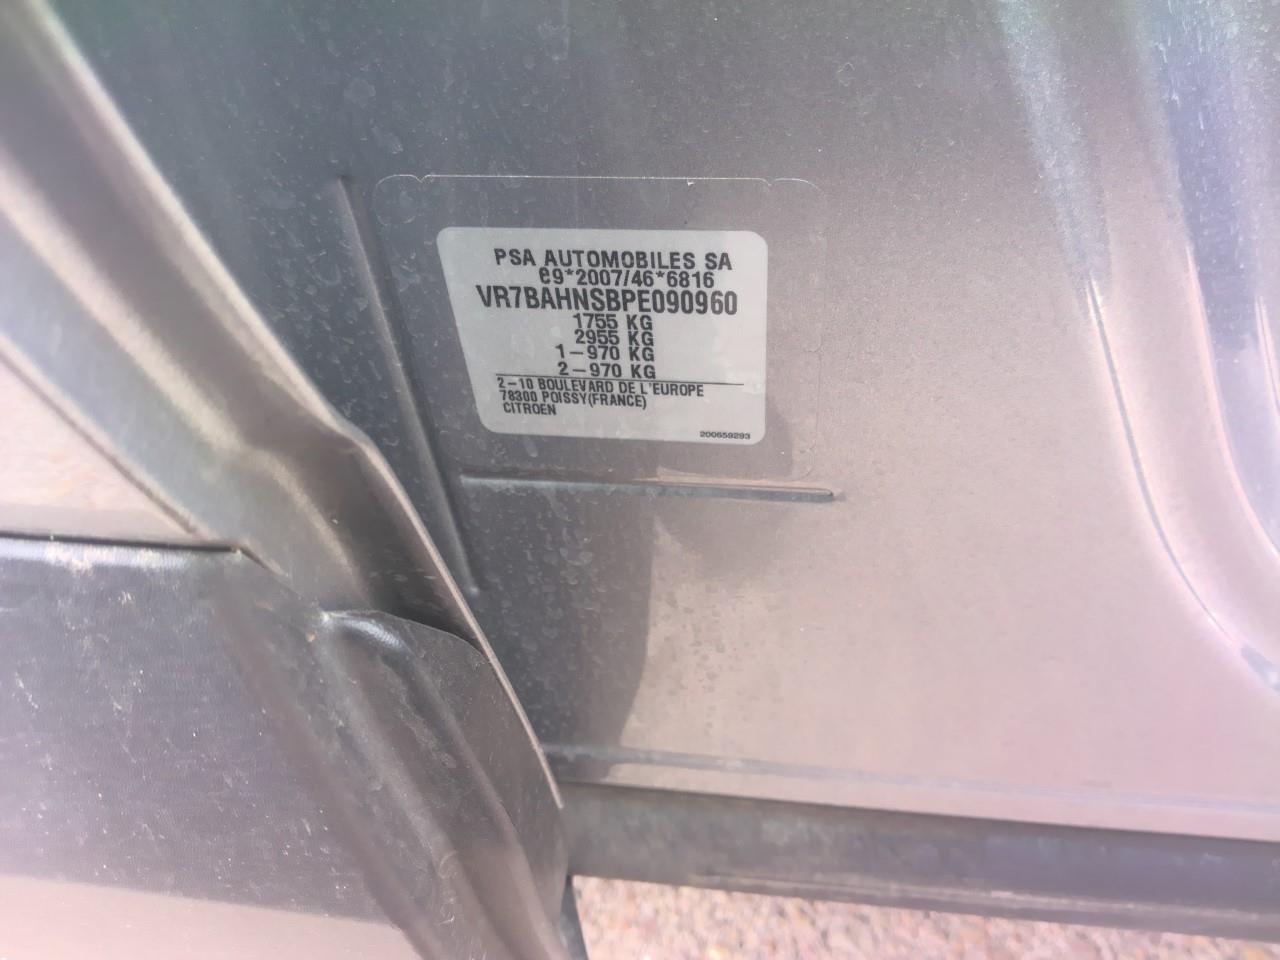 PSA AUTOMOBILES SA
e9*2007/46*6816
VR7BAHNSBPE090960
1755 KG
2955 KG
1-970 KG
2-970 KG
2-10 BOULEVARD DE L'EUROPE
78300 POISSY(FRANCE)
CITROEN
200659293